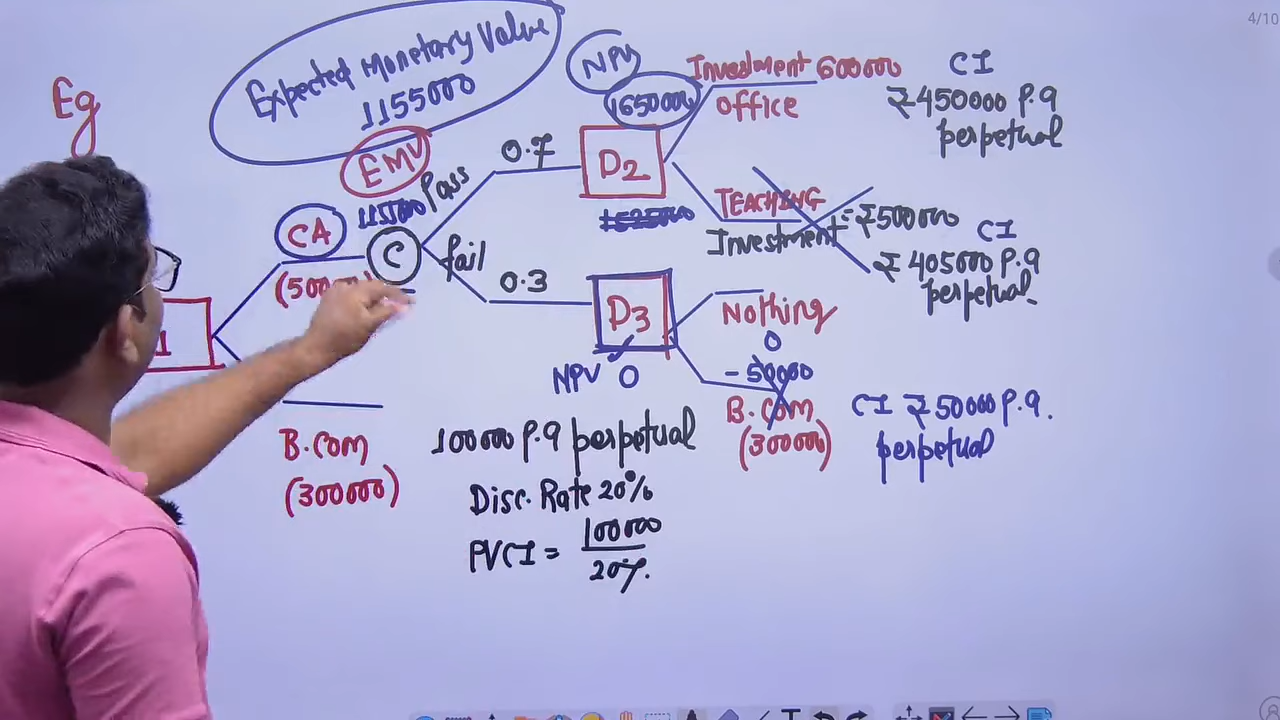 4/10
Eg
Expected Monetary Value
1155000
NPV
1650000
Investment 600000
office
CI
₹450000 P.a
perpetual
EMV
1155000
Pass
0.7
D2
1525000
TEACHING
Investment = ₹500000
CI
₹405000 P.a
perpetual
CA
C
fail
0.3
D3
Nothing
0
NPV 0
-50000
B.com
(300000)
CI ₹50000 P.a.
perpetual
1
B.com
(300000)
100000 P.a perpetual
Disc. Rate 20%
PVCI = 100000
20%